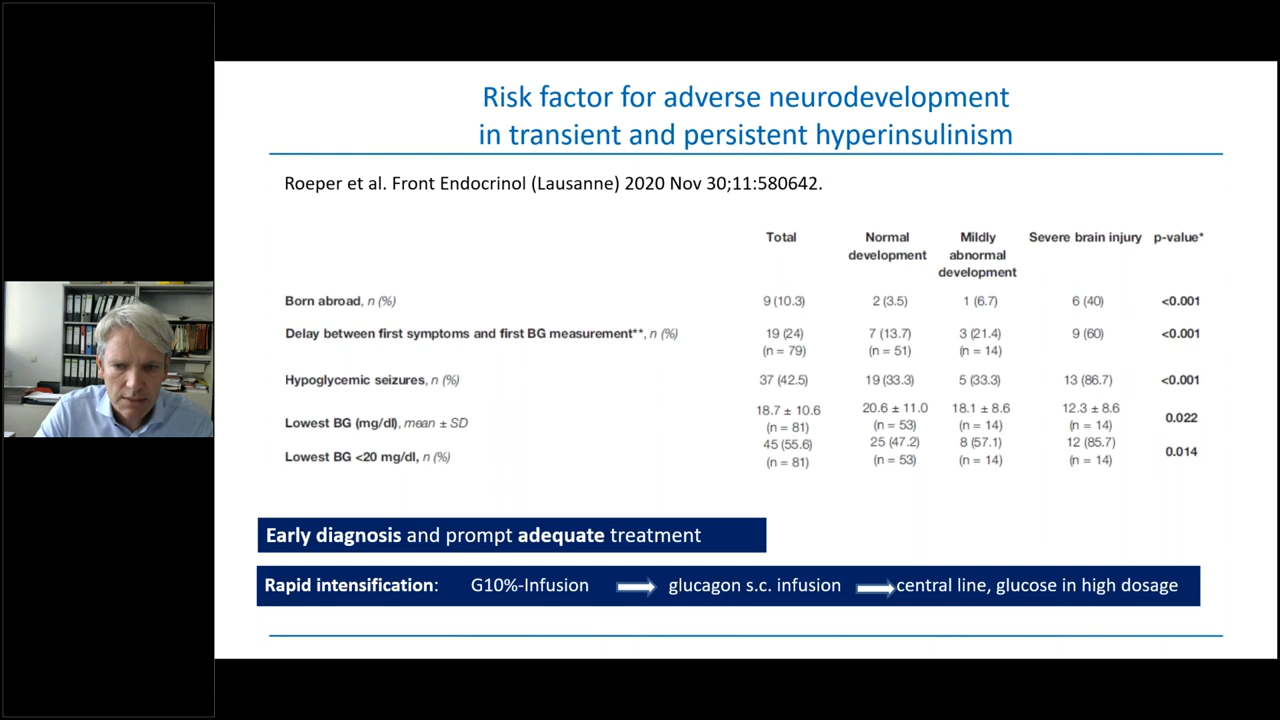 Risk factor for adverse neurodevelopment
in transient and persistent hyperinsulinism
Roeper et al. Front Endocrinol (Lausanne) 2020 Nov 30;11:580642.
Total Normal development Mildly abnormal development Severe brain injury p-value*
Born abroad, n (%) 9 (10.3) 2 (3.5) 1 (6.7) 6 (40) <0.001
Delay between first symptoms and first BG measurement**, n (%) 19 (24) 7 (13.7) 3 (21.4) 9 (60) <0.001
(n = 79) (n = 51) (n = 14)
Hypoglycemic seizures, n (%) 37 (42.5) 19 (33.3) 5 (33.3) 13 (86.7) <0.001
Lowest BG (mg/dl), mean ± SD 18.7 ± 10.6 20.6 ± 11.0 18.1 ± 8.6 12.3 ± 8.6 0.022
(n = 81) (n = 53) (n = 14) (n = 14)
Lowest BG <20 mg/dl, n (%) 45 (55.6) 25 (47.2) 8 (57.1) 12 (85.7) 0.014
(n = 81) (n = 53) (n = 14) (n = 14)
Early diagnosis and prompt adequate treatment
Rapid intensification: G10%-Infusion glucagon s.c. infusion central line, glucose in high dosage